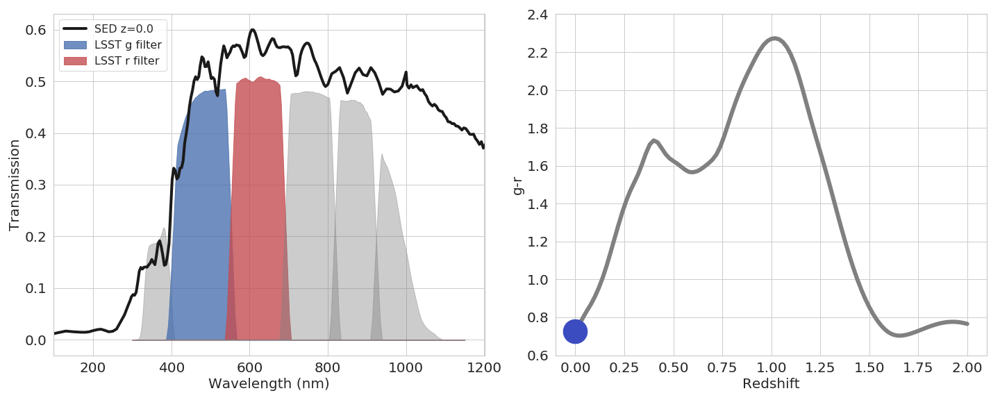 SED z=0.0
LSST g filter
LSST r filter
Transmission
0.6
0.5
0.4
0.3
0.2
0.1
0.0
200 400 600 800 1000 1200
Wavelength (nm)
g-r
2.4
2.2
2.0
1.8
1.6
1.4
1.2
1.0
0.8
0.6
0.00 0.25 0.50 0.75 1.00 1.25 1.50 1.75 2.00
Redshift